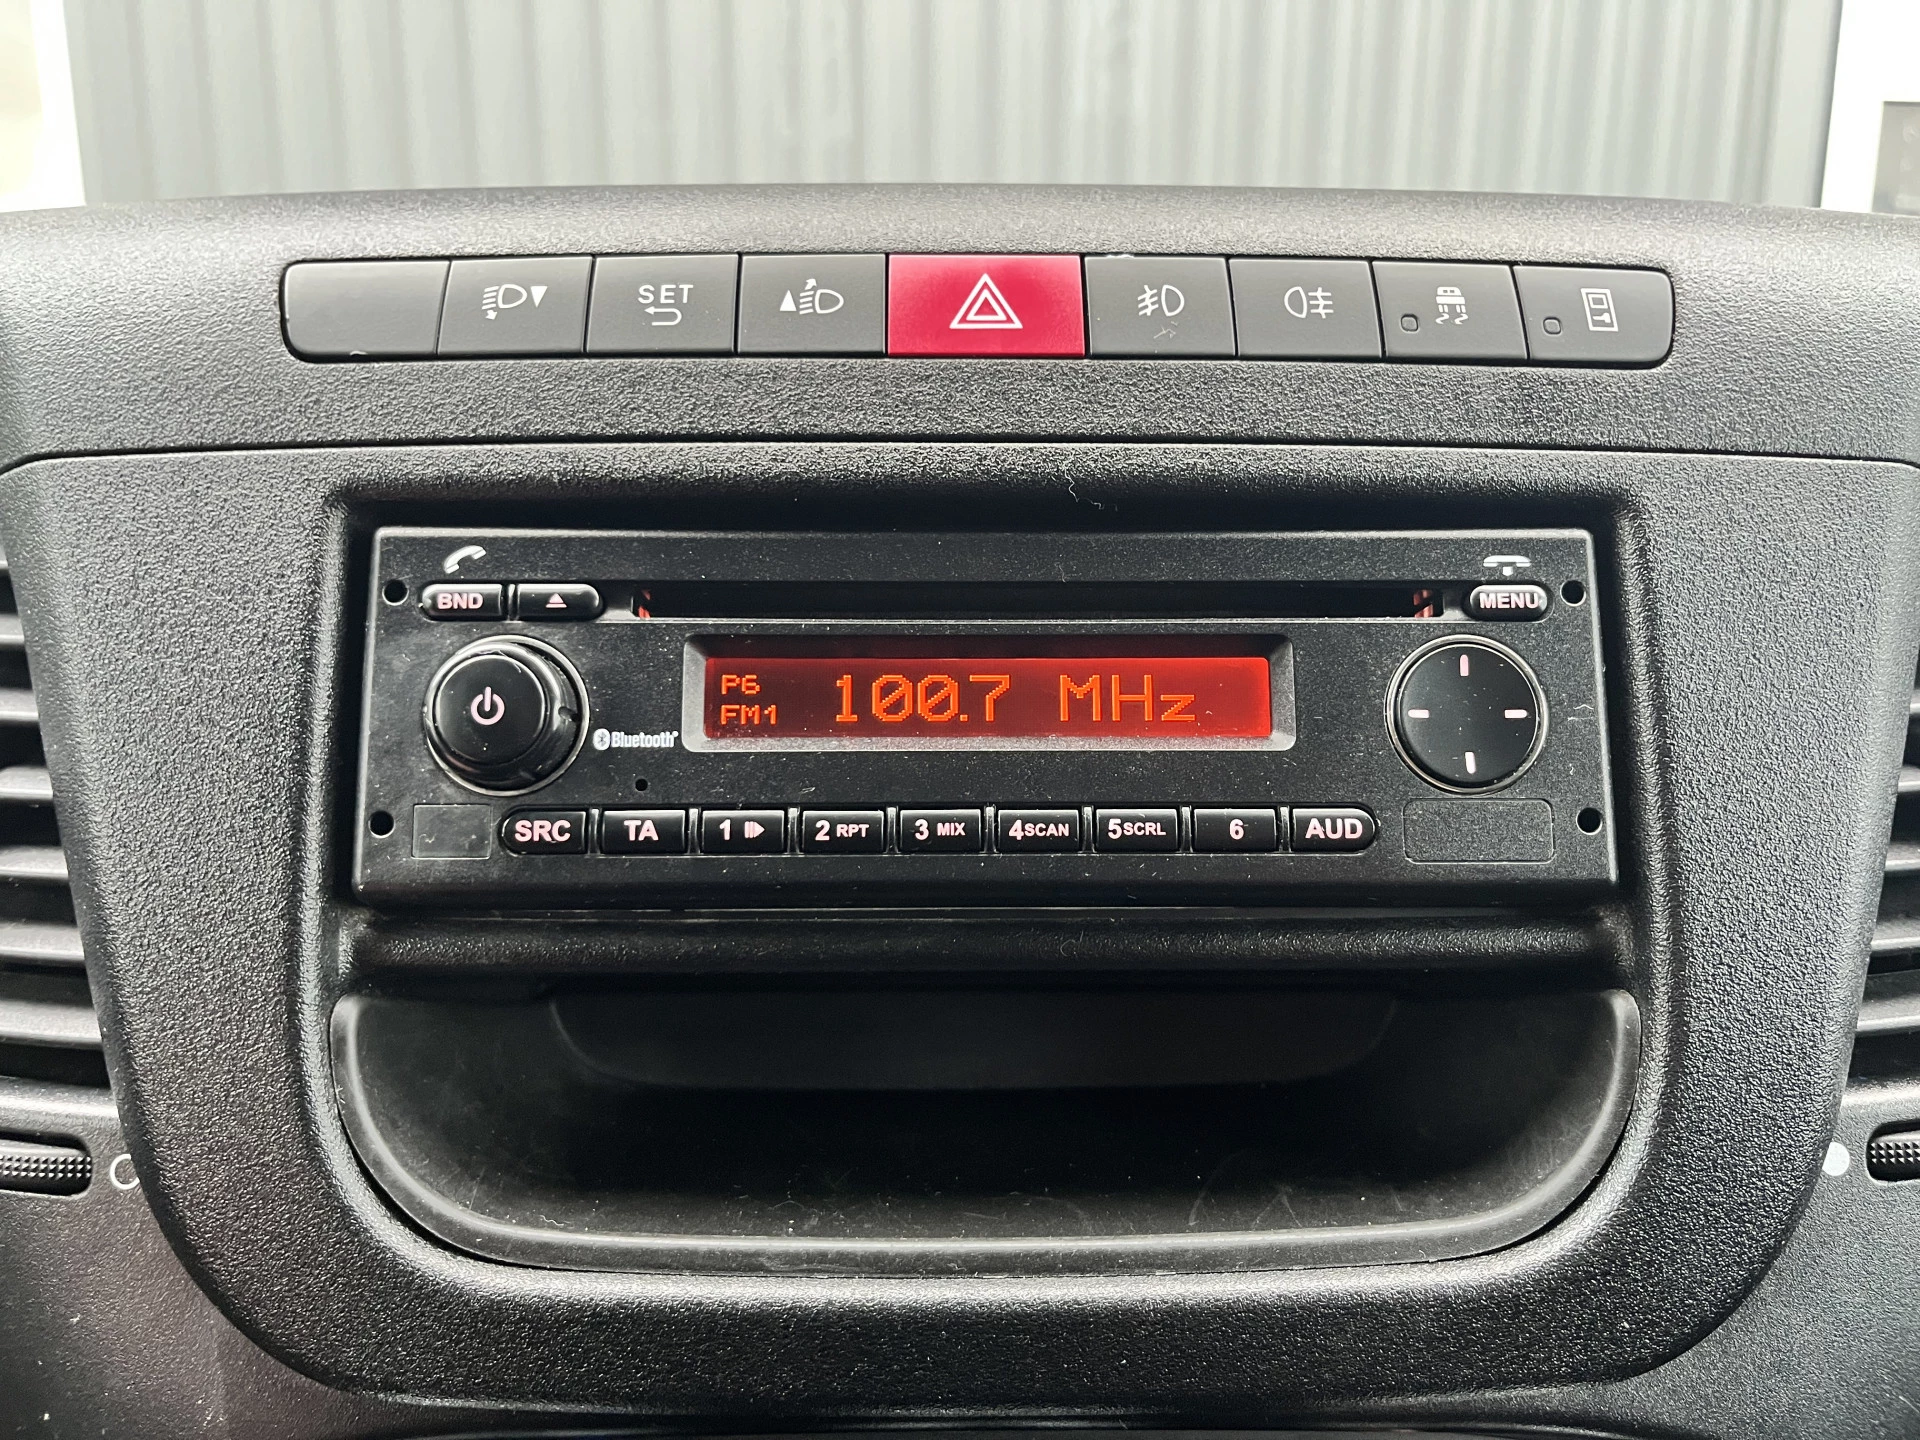 SET
BND
MENU
P6
FM1
100.7 MHz
Bluetooth®
SRC TA 1 2 RPT 3 MIX 4SCAN 5SCRL 6 AUD